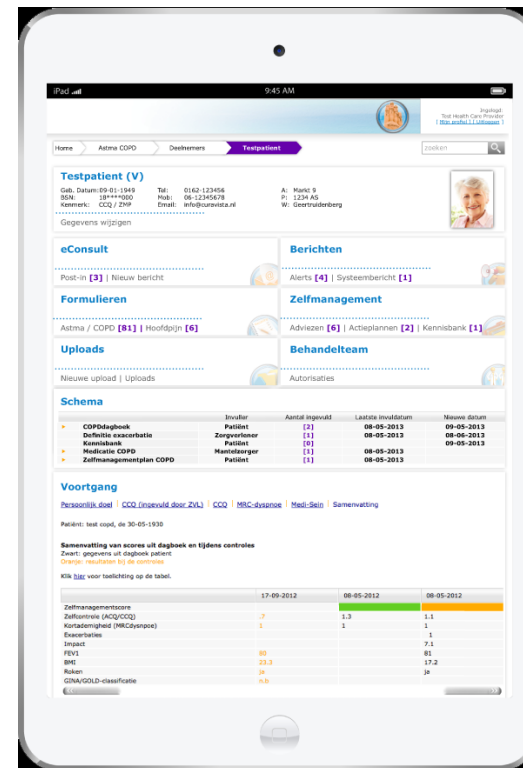 iPad 9:45 AM
Ingelogd:
Test Health Care Provider
[ Mijn profiel ] [ Uitloggen ]
Home Astma COPD Deelnemers Testpatient zoeken
Testpatient (V)
Geb. Datum:09-01-1949 Tel: 0162-123456 A: Markt 9
BSN: 18****000 Mob: 06-12345678 P: 1234 AS
Kenmerk: CCQ / ZMP Email: info@curavista.nl W: Geertruidenberg
Gegevens wijzigen
eConsult Berichten
Post-in [3] | Nieuw bericht Alerts [4] | Systeembericht [1]
Formulieren Zelfmanagement
Astma / COPD [81] | Hoofdpijn [6] Adviezen [6] | Actieplannen [2] | Kennisbank [1]
Uploads Behandelteam
Nieuwe upload | Uploads Autorisaties
Schema
Invuller Aantal ingevuld Laatste invuldatum Nieuwe datum
COPDdagboek Patiënt [2] 08-05-2013 09-05-2013
Definitie exacerbatie Zorgverlener [1] 08-05-2013 08-06-2013
Kennisbank Patiënt [0] 09-05-2013
Medicatie COPD Mantelzorger [1] 08-05-2013
Zelfmanagementplan COPD Patiënt [1] 08-05-2013
Voortgang
Persoonlijk doel | CCQ (ingevuld door ZVL) | CCQ | MRC-dyspnoe | Medi-Sein | Samenvatting
Patiënt: test copd, de 30-05-1930
Samenvatting van scores uit dagboek en tijdens controles
Zwart: gegevens uit dagboek patient
Oranje: resultaten bij de controles
Klik hier voor toelichting op de tabel.
17-09-2012 08-05-2012 08-05-2012
Zelfmanagementscore
Zelfcontrole (ACQ/CCQ) .7 1.3 1.1
Kortademigheid (MRCdysnpoe) 1 1 1
Exacerbaties 1
Impact 7.1
FEV1 80 81
BMI 23.3 17.2
Roken ja ja
GINA/GOLD-classificatie n.b